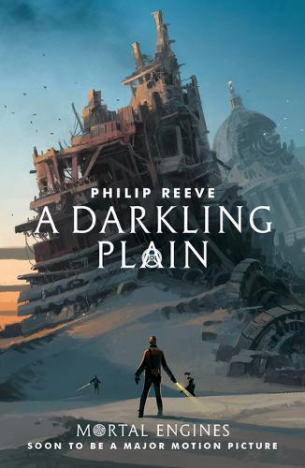 PHILIP REEVE
A DARKLING
PLAIN
MORTAL ENGINES
SOON TO BE A MAJOR MOTION PICTURE